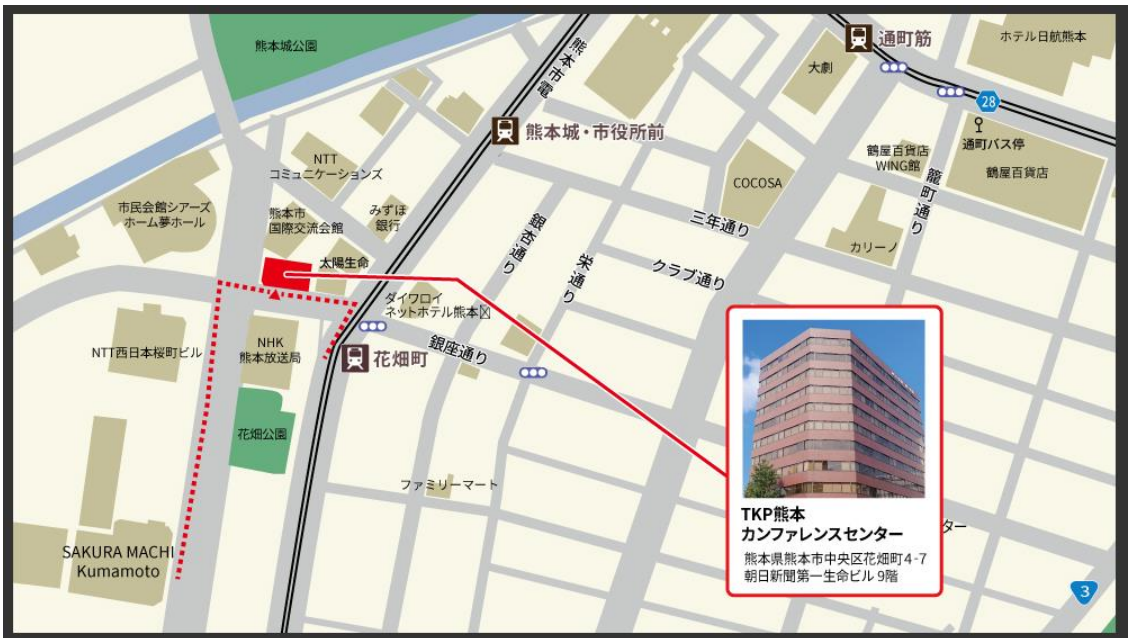 熊本城公園
熊本市電
通町筋
ホテル日航熊本
大劇
28
通町バス停
熊本城・市役所前
NTT
コミュニケーションズ
鶴屋百貨店
WING館
鶴屋百貨店
COCOSA
籠町通り
市民会館シアーズ
ホーム夢ホール
熊本市
国際交流会館
みずほ
銀行
銀杏通り
三年通り
カリーノ
太陽生命
栄通り
クラブ通り
ダイワロイ
ネットホテル熊本
NTT西日本桜町ビル
NHK
熊本放送局
花畑町
銀座通り
花畑公園
ファミリーマート
SAKURA MACHI
Kumamoto
TKP熊本
カンファレンスセンター
熊本県熊本市中央区花畑町4-7
朝日新聞第一生命ビル 9階
ター
3